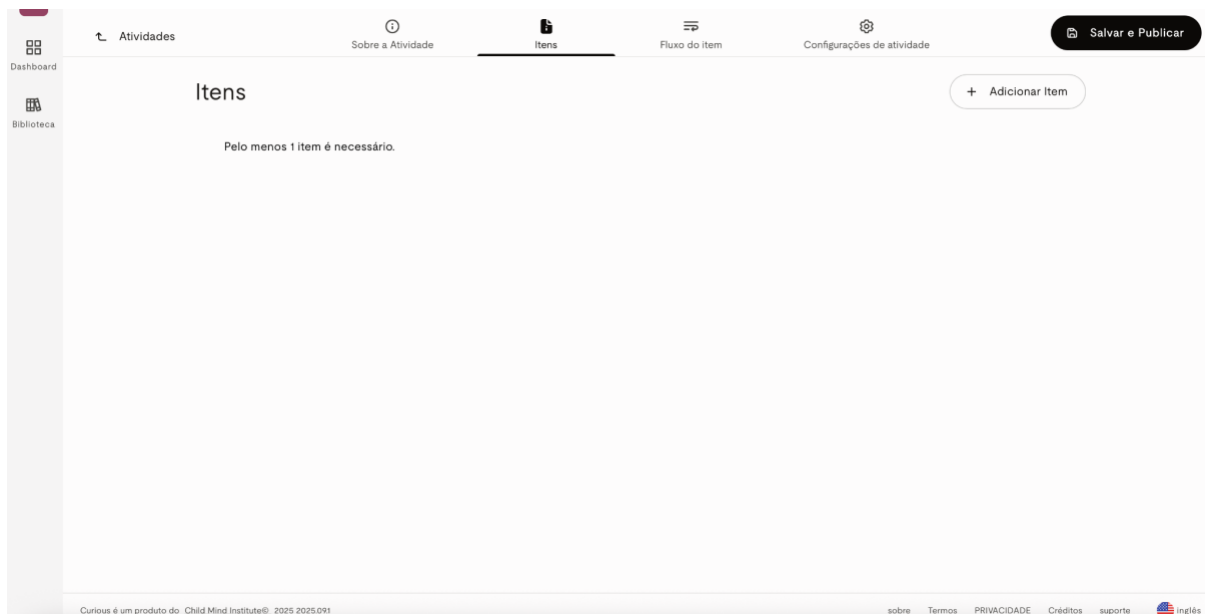 Atividades
Sobre a Atividade
Itens
Fluxo do item
Configurações de atividade
Salvar e Publicar
Dashboard
Biblioteca
Itens
+ Adicionar Item
Pelo menos 1 item é necessário.
Curious é um produto do Child Mind Institute© 2025 2025.09.1
sobre Termos PRIVACIDADE Créditos suporte inglês